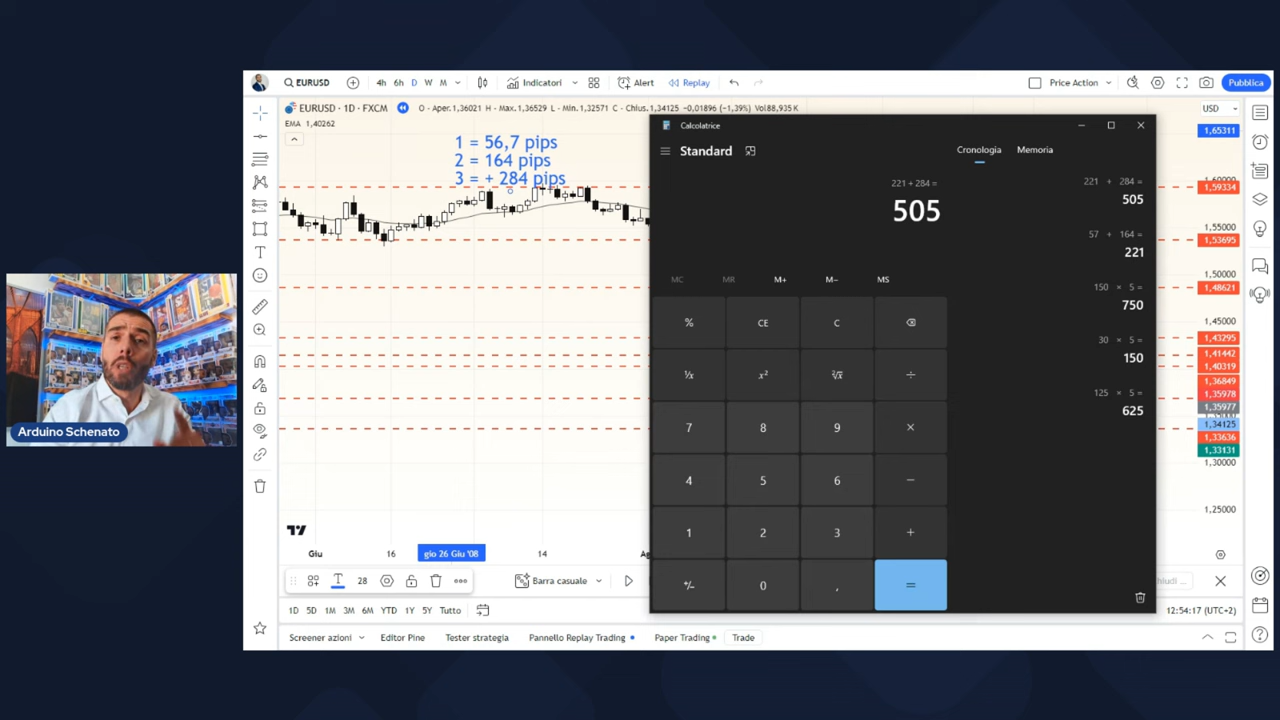 EURUSD
4h 6h D W M
Indicatori
Alert
Replay
Price Action
Pubblica
EURUSD · 1D · FXCM
O - Aper.1,36021 H - Max.1,36529 L - Min.1,32571 C - Chius.1,34125 −0,01896 (−1,39%) Vol88,935K
EMA 1,40262
USD
1 = 56,7 pips
2 = 164 pips
3 = + 284 pips
Calcolatrice
Standard
Cronologia
Memoria
221 + 284 =
505
221 + 284 =
505
57 + 164 =
221
150 × 5 =
750
30 × 5 =
150
125 × 5 =
625
MC MR M+ M− MS
% CE C
¹/x x² ²√x ÷
7 8 9 ×
4 5 6 −
1 2 3 +
+/− 0 , =
1,65311
1,59334
1,55000
1,53695
1,50000
1,48621
1,45000
1,43295
1,41442
1,40319
1,36849
1,35978
1,35977
1,34125
1,33636
1,33131
1,30000
1,25000
Arduino Schenato
Giu
16
gio 26 Giu '08
14
28
Barra casuale
1D 5D 1M 3M 6M YTD 1Y 5Y Tutto
12:54:17 (UTC+2)
Screener azioni
Editor Pine
Tester strategia
Pannello Replay Trading
Paper Trading
Trade